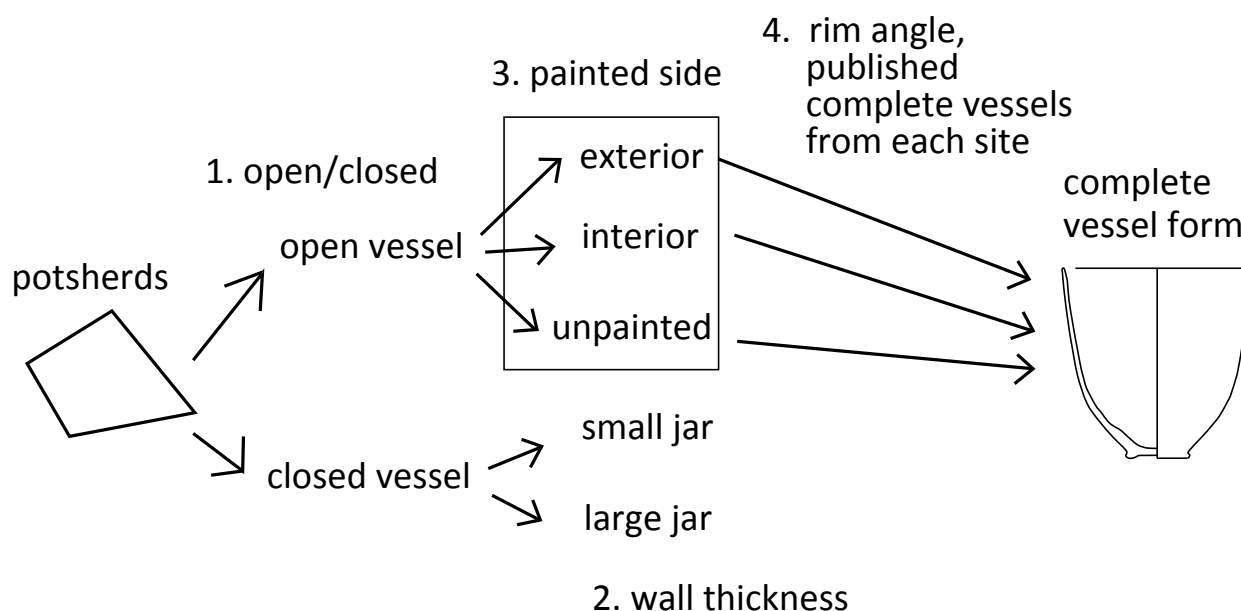 4. rim angle,
published
complete vessels
from each site
3. painted side
1. open/closed
exterior
complete
vessel form
open vessel
interior
potsherds
unpainted
small jar
closed vessel
large jar
2. wall thickness